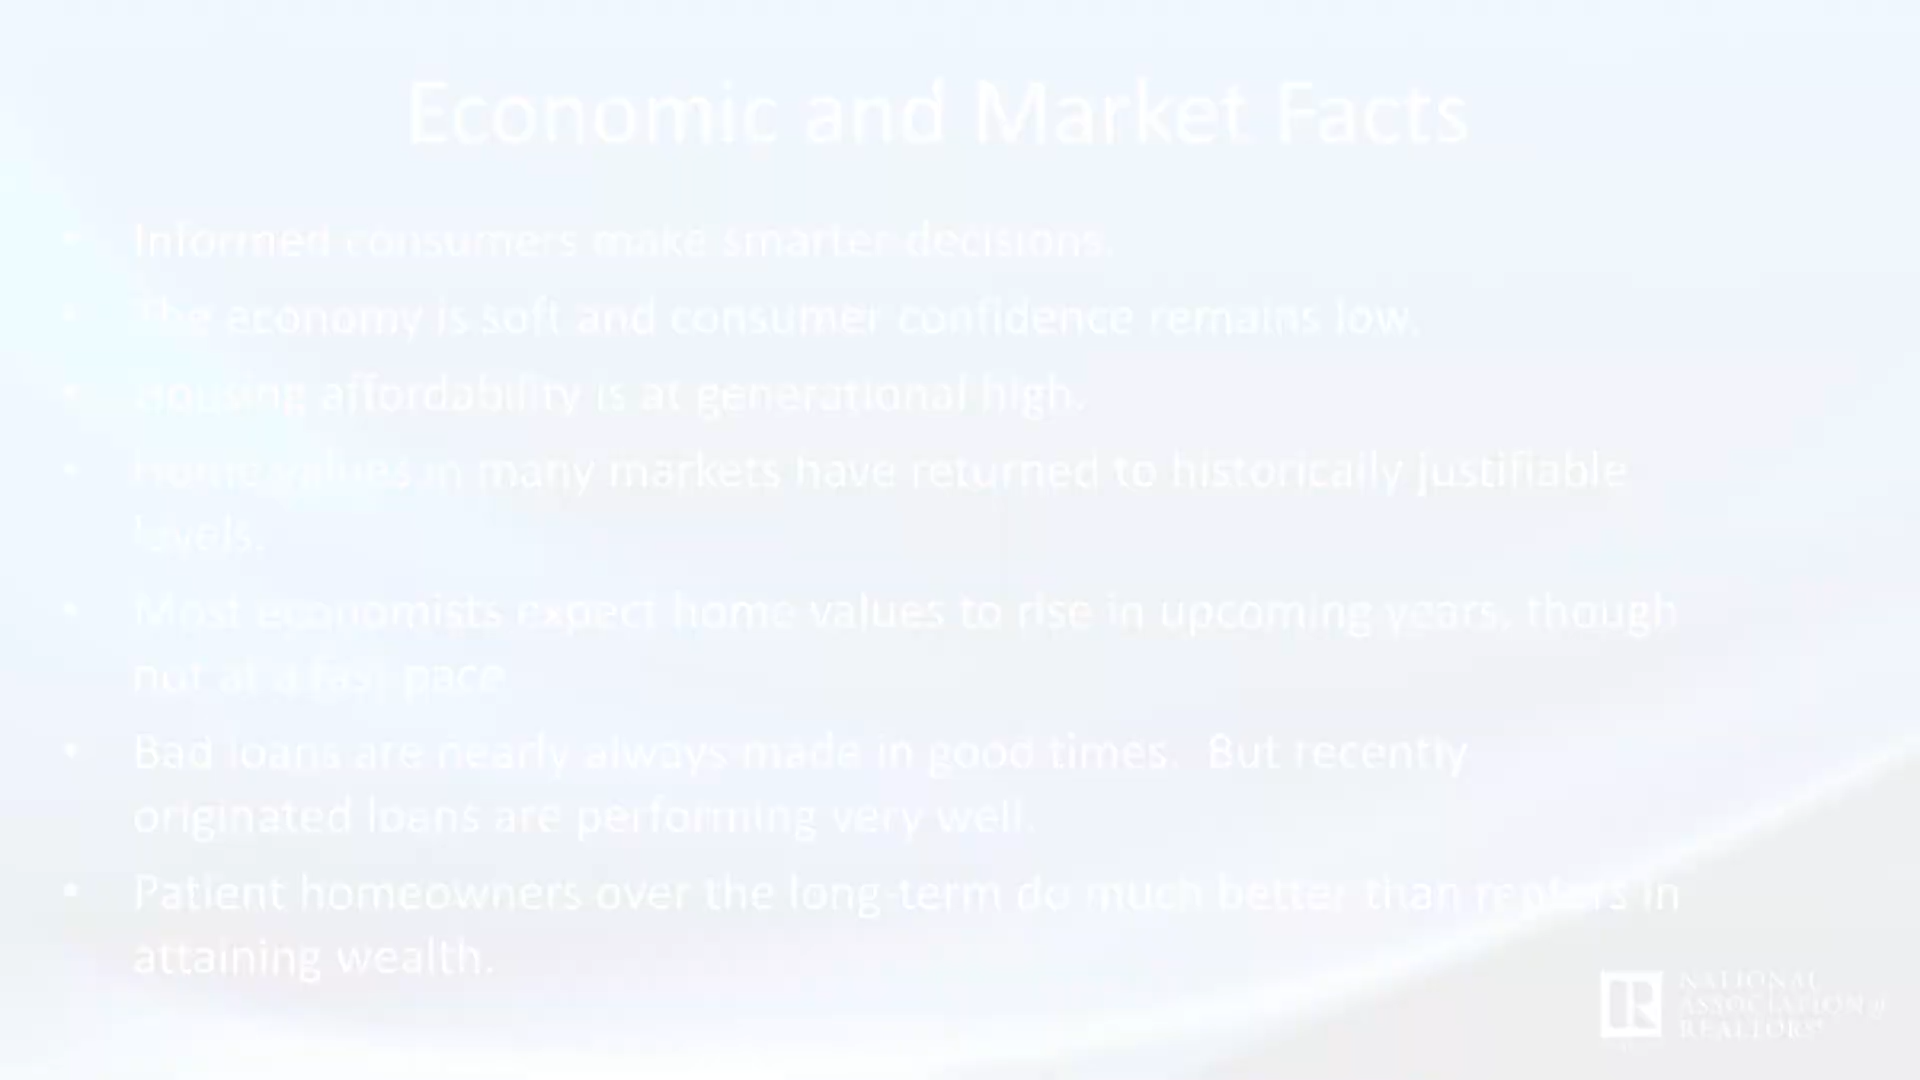 Economic and Market Facts
• Informed consumers make smarter decisions.
• The economy is soft and consumer confidence remains low.
• Housing affordability is at generational high.
• Home values in many markets have returned to historically justifiable
levels.
• Most economists expect home values to rise in upcoming years, though
not at a fast pace
• Bad loans are nearly always made in good times. But recently
originated loans are performing very well.
• Patient homeowners over the long-term do much better than renters in
attaining wealth.
NATIONAL
ASSOCIATION of
REALTORS®